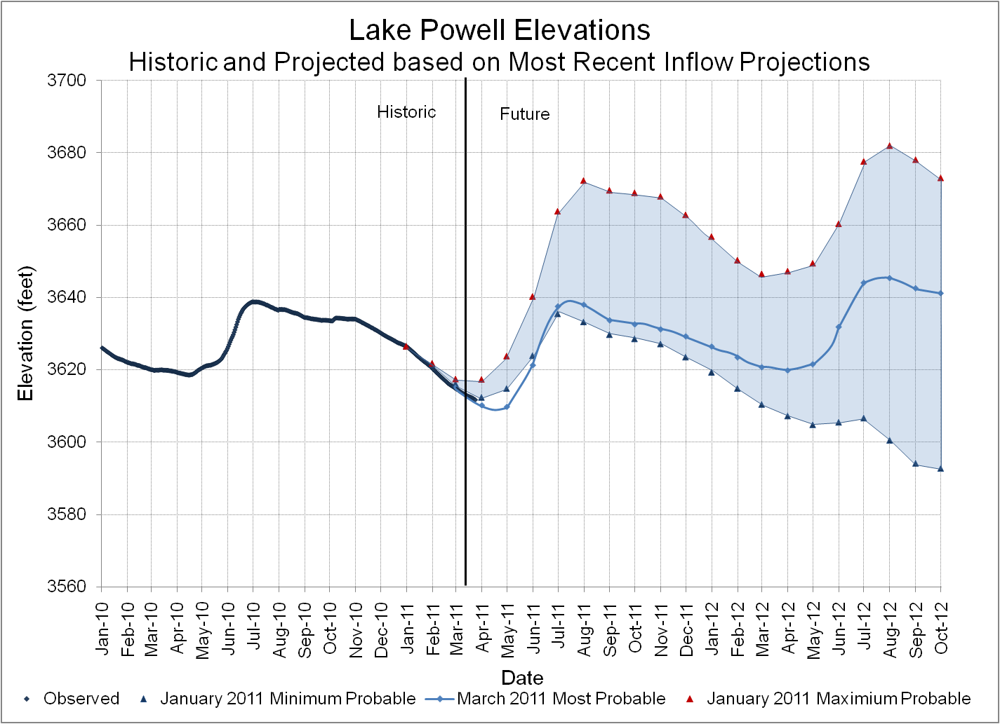 Lake Powell Elevations
Historic and Projected based on Most Recent Inflow Projections
Historic
Future
3700
3680
3660
3640
3620
3600
3580
3560
Elevation (feet)
Jan-10
Feb-10
Mar-10
Apr-10
May-10
Jun-10
Jul-10
Aug-10
Sep-10
Oct-10
Nov-10
Dec-10
Jan-11
Feb-11
Mar-11
Apr-11
May-11
Jun-11
Jul-11
Aug-11
Sep-11
Oct-11
Nov-11
Dec-11
Jan-12
Feb-12
Mar-12
Apr-12
May-12
Jun-12
Jul-12
Aug-12
Sep-12
Oct-12
Date
Observed
January 2011 Minimum Probable
March 2011 Most Probable
January 2011 Maximium Probable